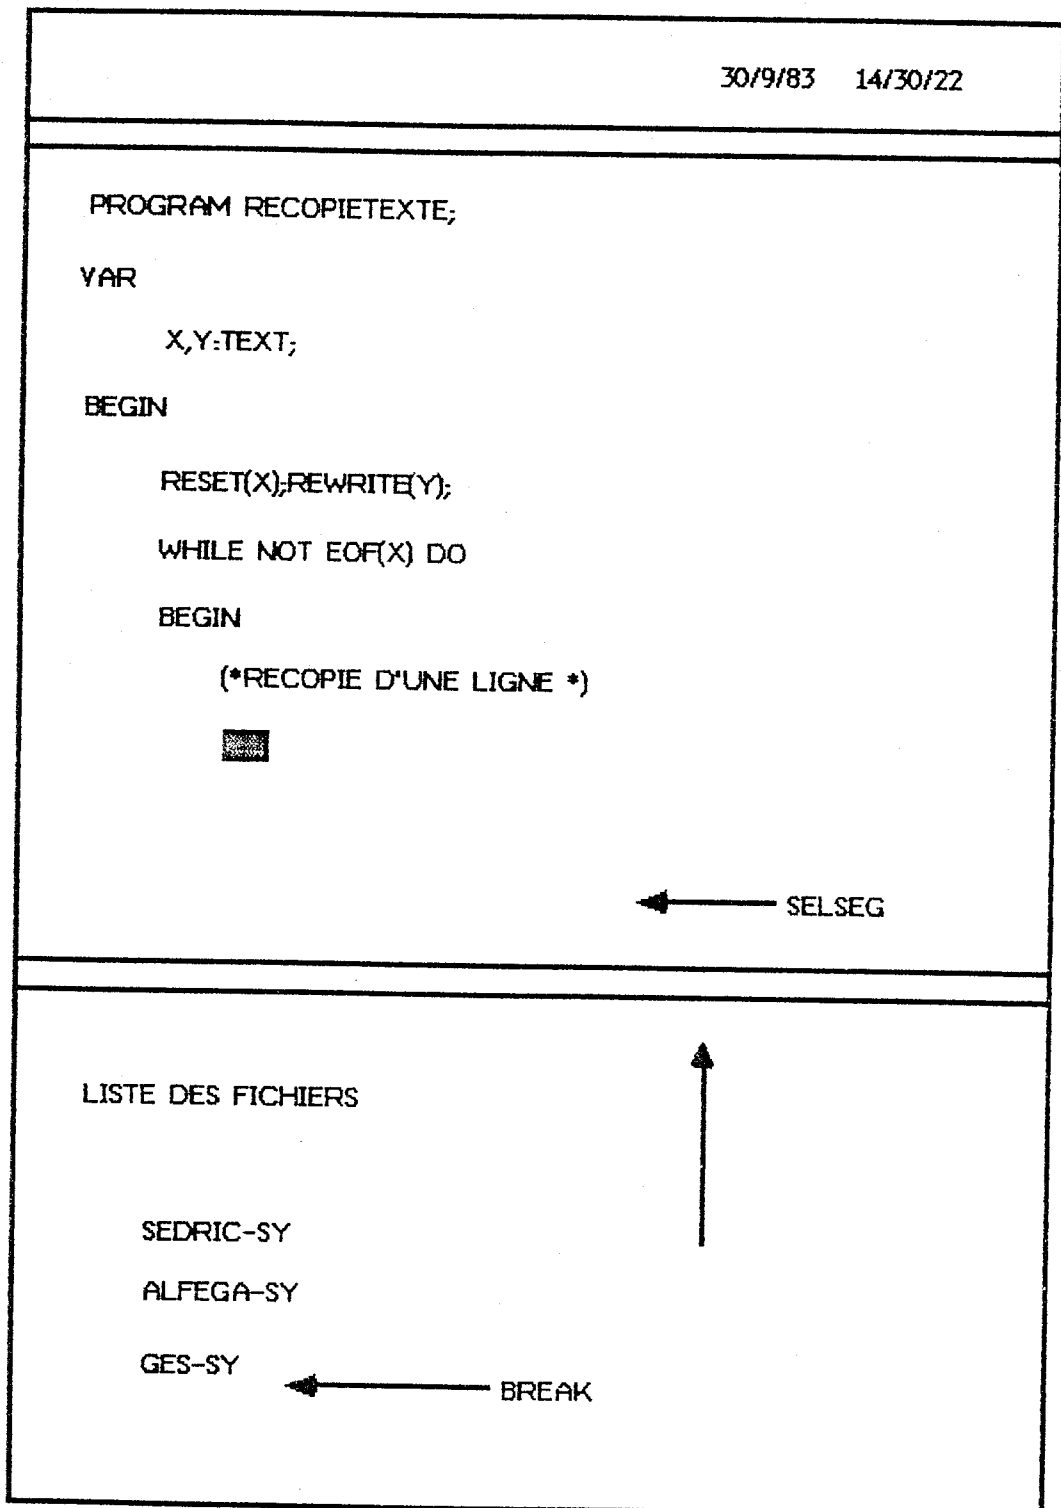 30/9/83 14/30/22
PROGRAM RECOPIETEXTE;
VAR
X,Y:TEXT;
BEGIN
RESET(X);REWRITE(Y);
WHILE NOT EOF(X) DO
BEGIN
(*RECOPIE D'UNE LIGNE *)
SELSEG
LISTE DES FICHIERS
SEDRIC-SY
ALFEGA-SY
GES-SY
BREAK